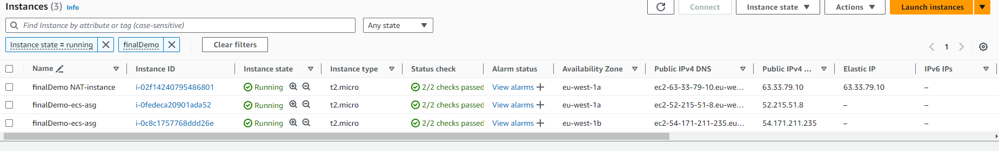 Instances (3) Info
Connect Instance state Actions Launch instances
Find Instance by attribute or tag (case-sensitive) Any state
Instance state = running finalDemo Clear filters
1
Name Instance ID Instance state Instance type Status check Alarm status Availability Zone Public IPv4 DNS Public IPv4 ... Elastic IP IPv6 IPs
finalDemo NAT-instance i-02f14240795486801 Running t2.micro 2/2 checks passed View alarms + eu-west-1a ec2-63-33-79-10.eu-we... 63.33.79.10 63.33.79.10 –
finalDemo-ecs-asg i-0fedeca20901ada52 Running t2.micro 2/2 checks passed View alarms + eu-west-1a ec2-52-215-51-8.eu-we... 52.215.51.8 – –
finalDemo-ecs-asg i-0c8c1757768ddd26e Running t2.micro 2/2 checks passed View alarms + eu-west-1b ec2-54-171-211-235.eu... 54.171.211.235 – –